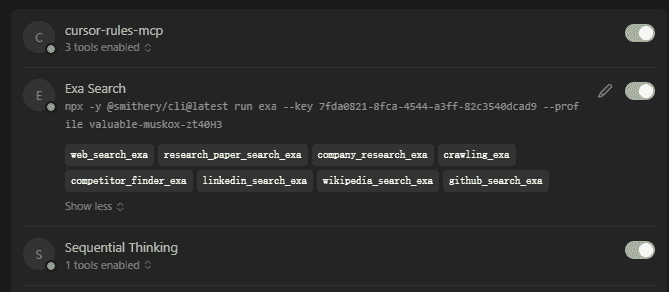 C
cursor-rules-mcp
3 tools enabled
E
Exa Search
npx -y @smithery/cli@latest run exa --key 7fda0821-8fca-4544-a3ff-82c3540dcad9 --prof
ile valuable-muskox-zt40H3
web_search_exa research_paper_search_exa company_research_exa crawling_exa
competitor_finder_exa linkedin_search_exa wikipedia_search_exa github_search_exa
Show less
S
Sequential Thinking
1 tools enabled